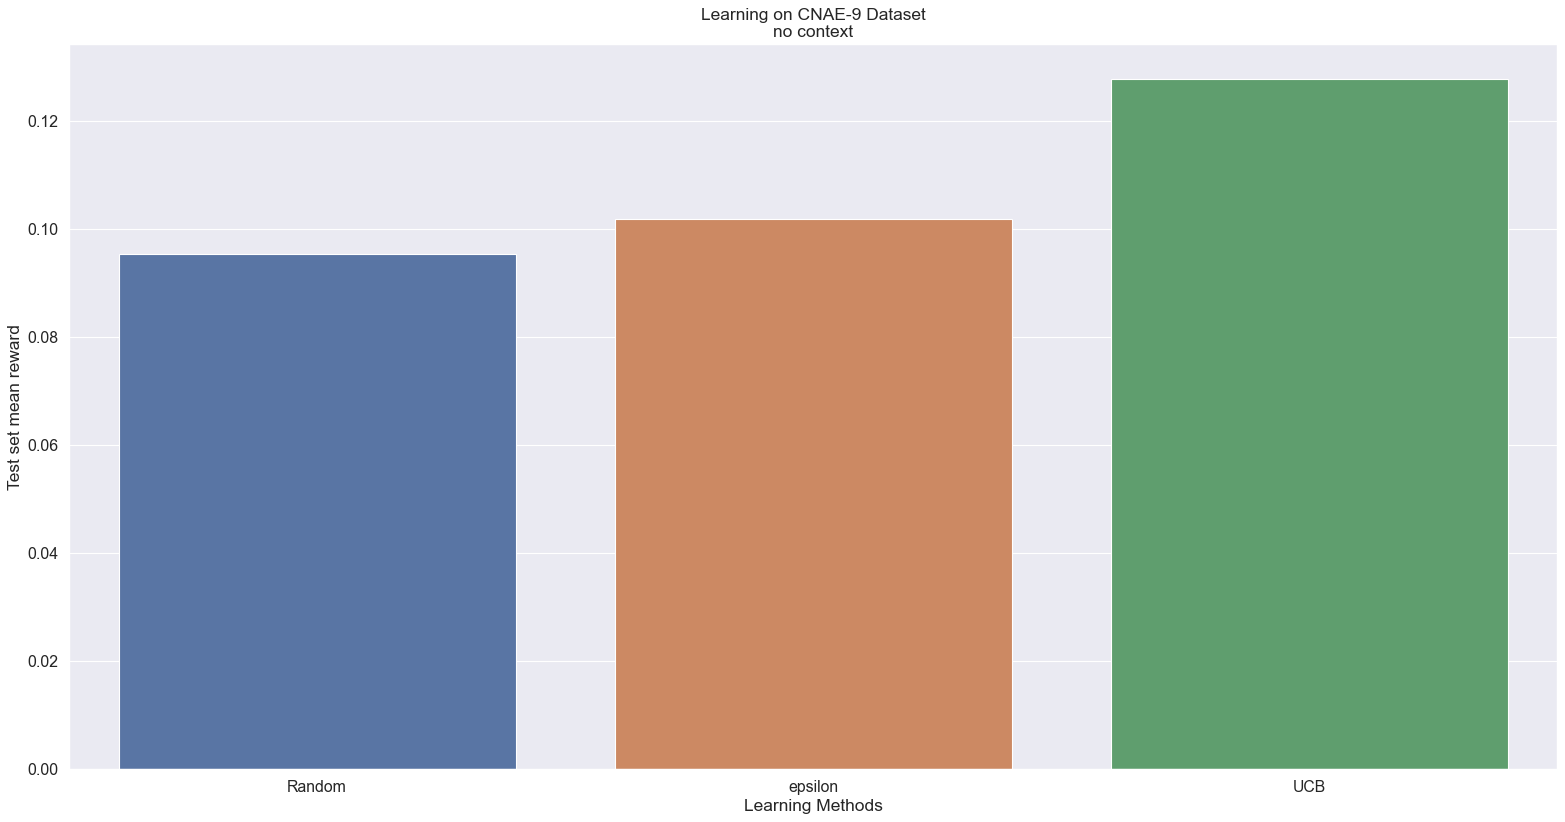 Learning on CNAE-9 Dataset
no context
Test set mean reward
0.12
0.10
0.08
0.06
0.04
0.02
0.00
Random
epsilon
UCB
Learning Methods